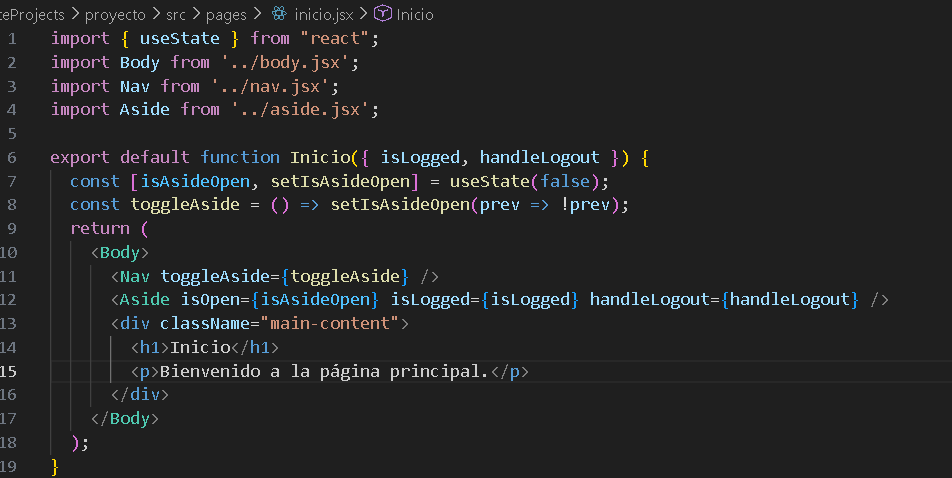 teProjects > proyecto > src > pages > inicio.jsx > Inicio
1 import { useState } from "react";
2 import Body from '../body.jsx';
3 import Nav from '../nav.jsx';
4 import Aside from '../aside.jsx';
5
6 export default function Inicio({ isLogged, handleLogout }) {
7   const [isAsideOpen, setIsAsideOpen] = useState(false);
8   const toggleAside = () => setIsAsideOpen(prev => !prev);
9   return (
10     <Body>
11       <Nav toggleAside={toggleAside} />
12       <Aside isOpen={isAsideOpen} isLogged={isLogged} handleLogout={handleLogout} />
13       <div className="main-content">
14         <h1>Inicio</h1>
15         <p>Bienvenido a la página principal.</p>
16       </div>
17     </Body>
18   );
19 }